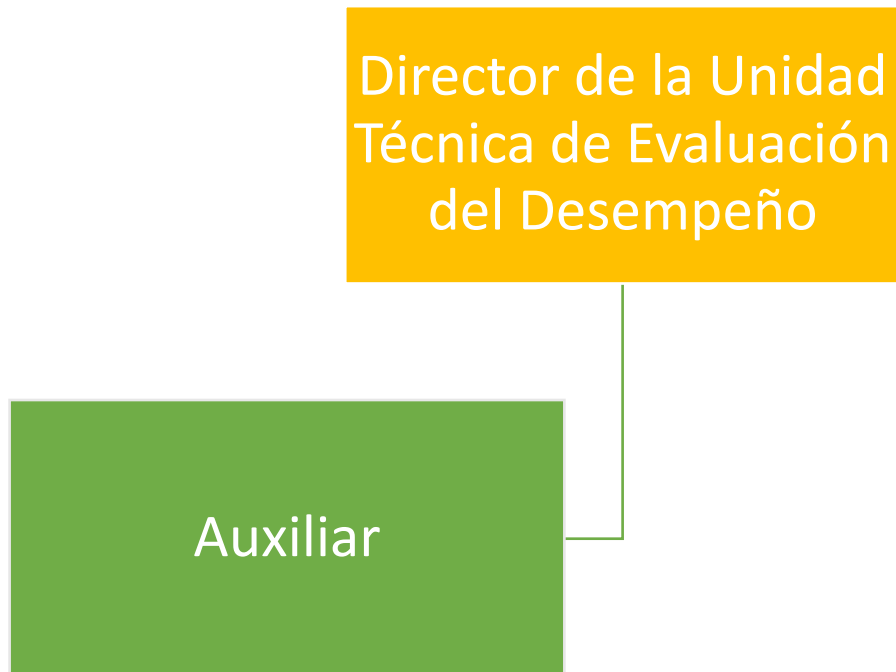 Director de la Unidad
Técnica de Evaluación
del Desempeño
Auxiliar